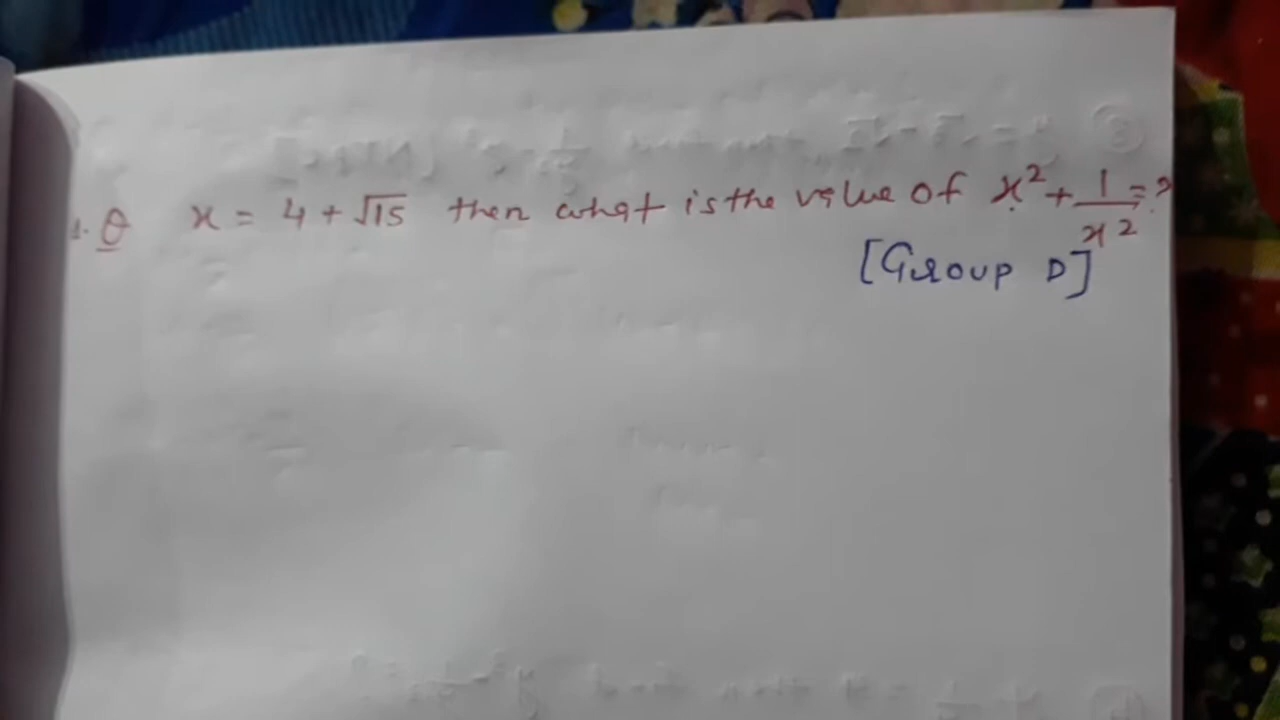 1. Q x = 4 + √15 then what is the value of x² + 1/x² = ?
[Group D]